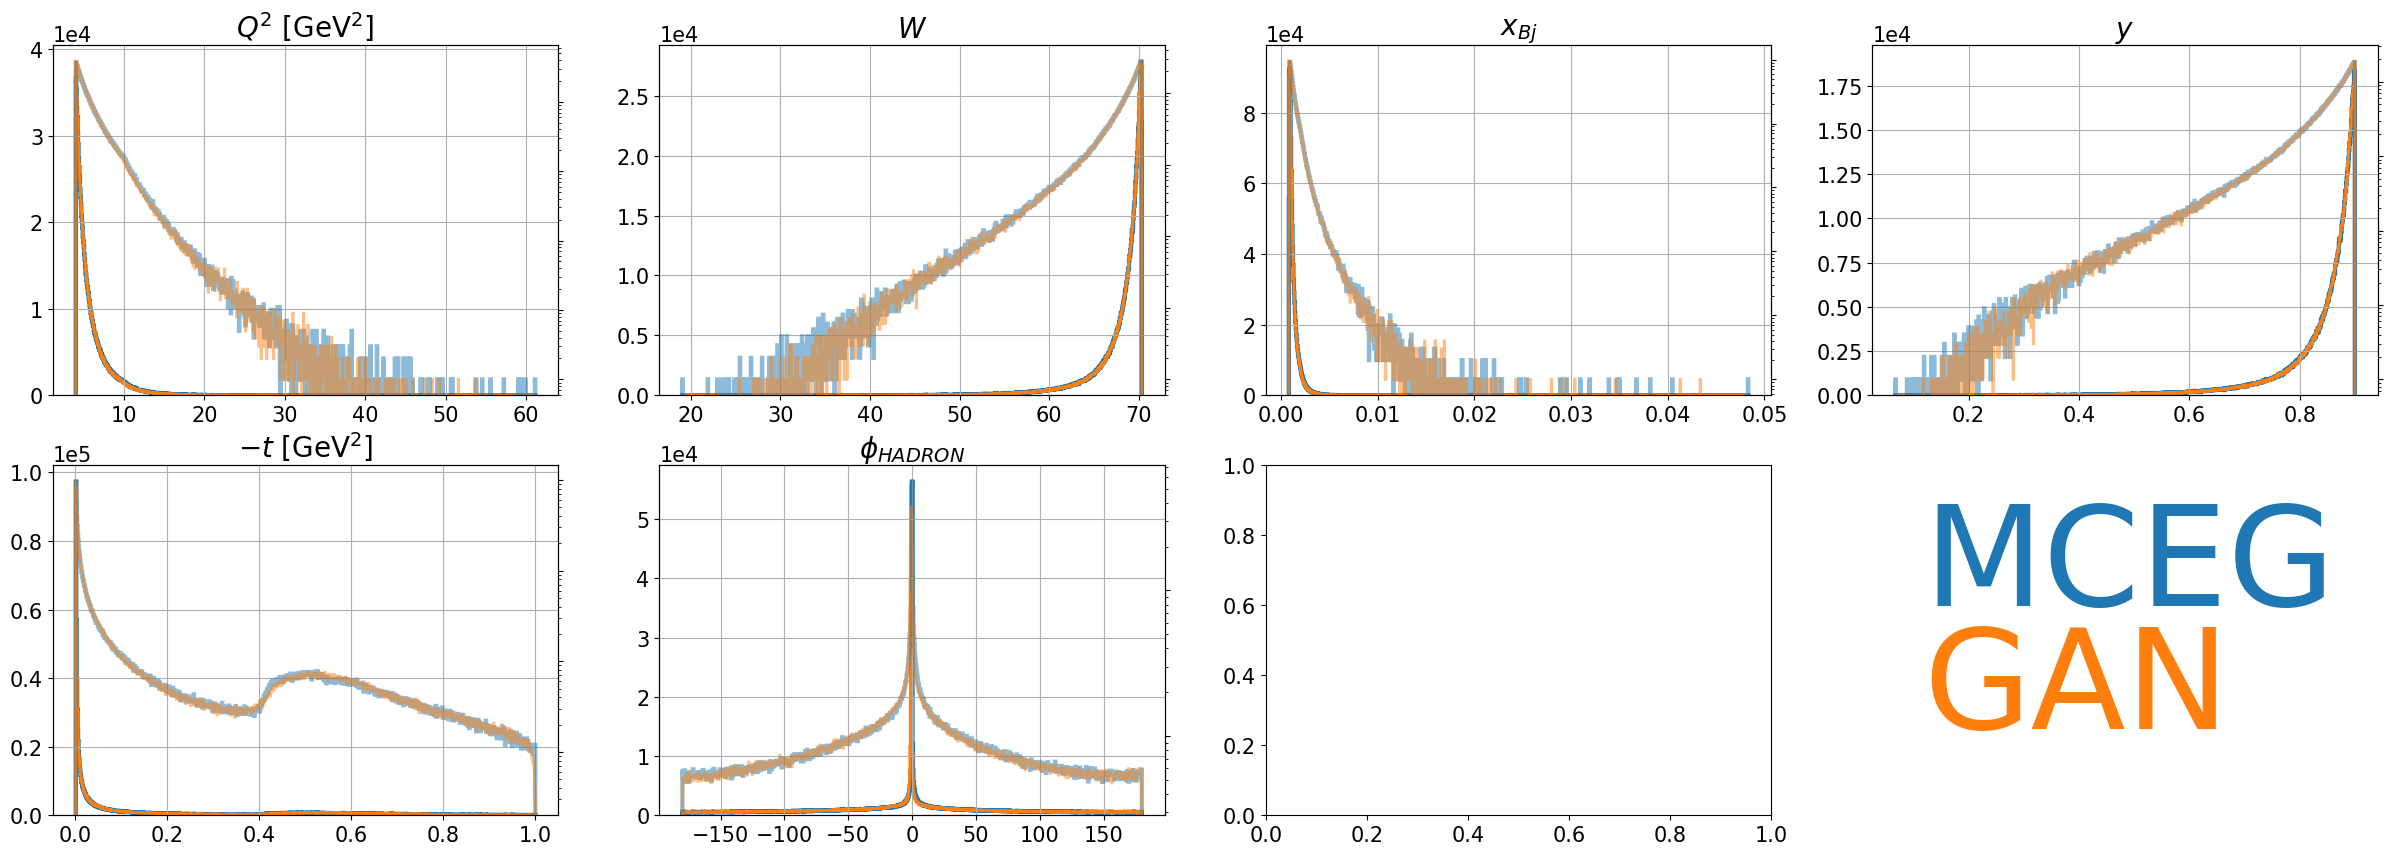 Q² [GeV²]
1e4
4
3
2
1
0
10 20 30 40 50 60
W
1e4
2.5
2.0
1.5
1.0
0.5
0.0
20 30 40 50 60 70
x_Bj
1e4
8
6
4
2
0
0.00 0.01 0.02 0.03 0.04 0.05
y
1e4
1.75
1.50
1.25
1.00
0.75
0.50
0.25
0.00
0.2 0.4 0.6 0.8
−t [GeV²]
1e5
1.0
0.8
0.6
0.4
0.2
0.0
0.0 0.2 0.4 0.6 0.8 1.0
ϕ_HADRON
1e4
5
4
3
2
1
0
−150 −100 −50 0 50 100 150
1.0
0.8
0.6
0.4
0.2
0.0
0.0 0.2 0.4 0.6 0.8 1.0
MCEG
GAN